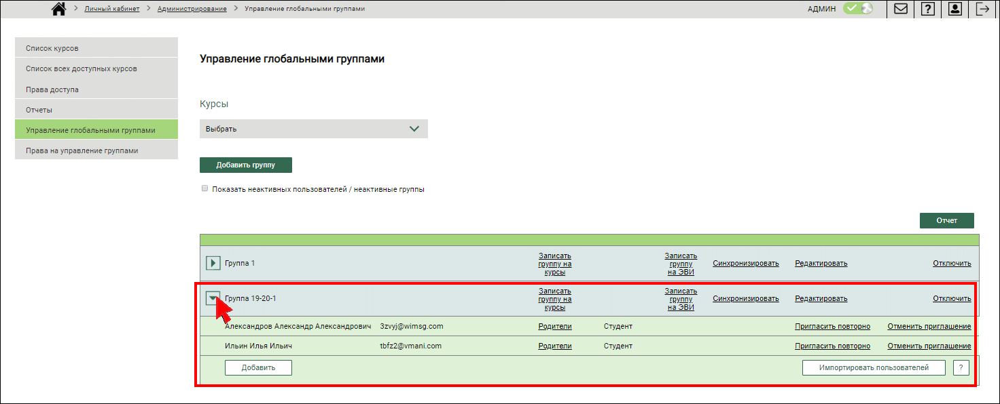 Личный кабинет > Администрирование > Управление глобальными группами АДМИН ?
Список курсов
Список всех доступных курсов
Права доступа
Отчеты
Управление глобальными группами
Права на управление группами
Управление глобальными группами
Курсы
Выбрать
Добавить группу
Показать неактивных пользователей / неактивные группы
Отчет
Группа 1
Записать
группу на
курсы
Записать
группу
на ЭВИ
Синхронизировать
Редактировать
Отключить
Группа 19-20-1
Записать
группу на
курсы
Записать
группу
на ЭВИ
Синхронизировать
Редактировать
Отключить
Александров Александр Александрович 3zvyj@wimsg.com Родители Студент Пригласить повторно Отменить приглашение
Ильин Илья Ильич tbfz2@vmani.com Родители Студент Пригласить повторно Отменить приглашение
Добавить Импортировать пользователей ?